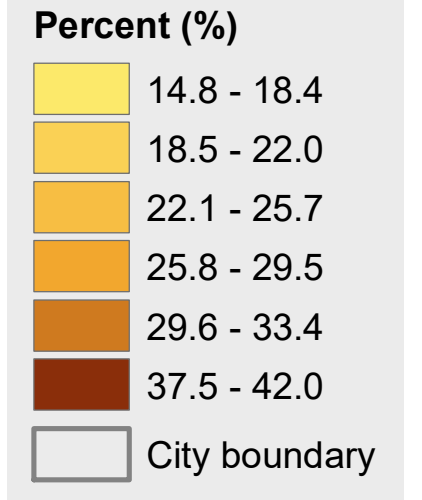 Percent (%)
14.8 - 18.4
18.5 - 22.0
22.1 - 25.7
25.8 - 29.5
29.6 - 33.4
37.5 - 42.0
City boundary